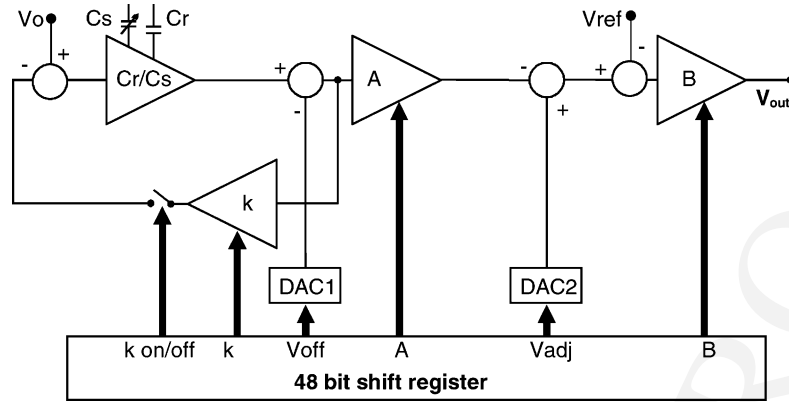 Vo
Cs
Cr
Vref
-
+
Cr/Cs
+
-
A
-
+
+
-
B
Vout
k
DAC1
DAC2
k on/off k Voff A Vadj B
48 bit shift register